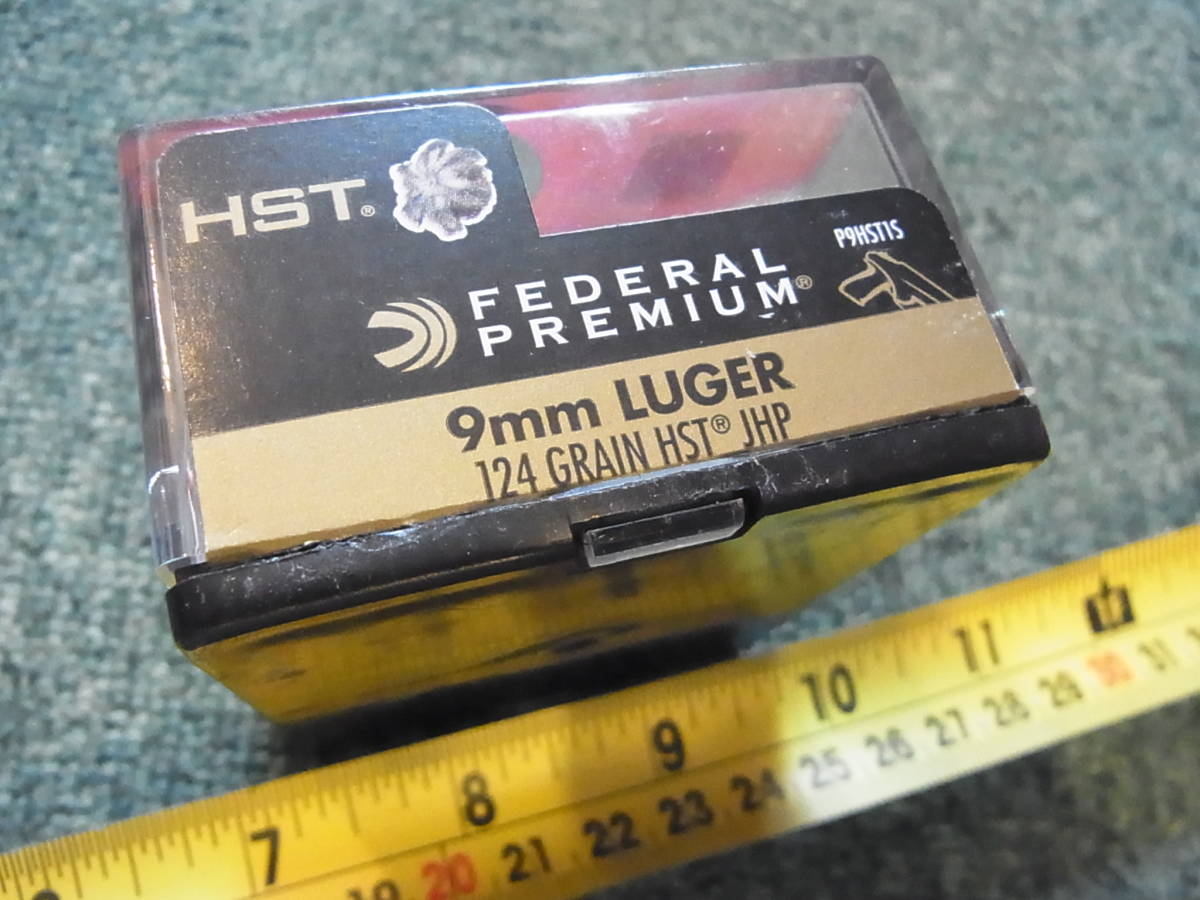 HST®
P9HST1S
FEDERAL
PREMIUM®
9mm LUGER
124 GRAIN HST® JHP
7 8 9 10 11
19 20 21 22 23 24 25 26 27 28 29 30 31